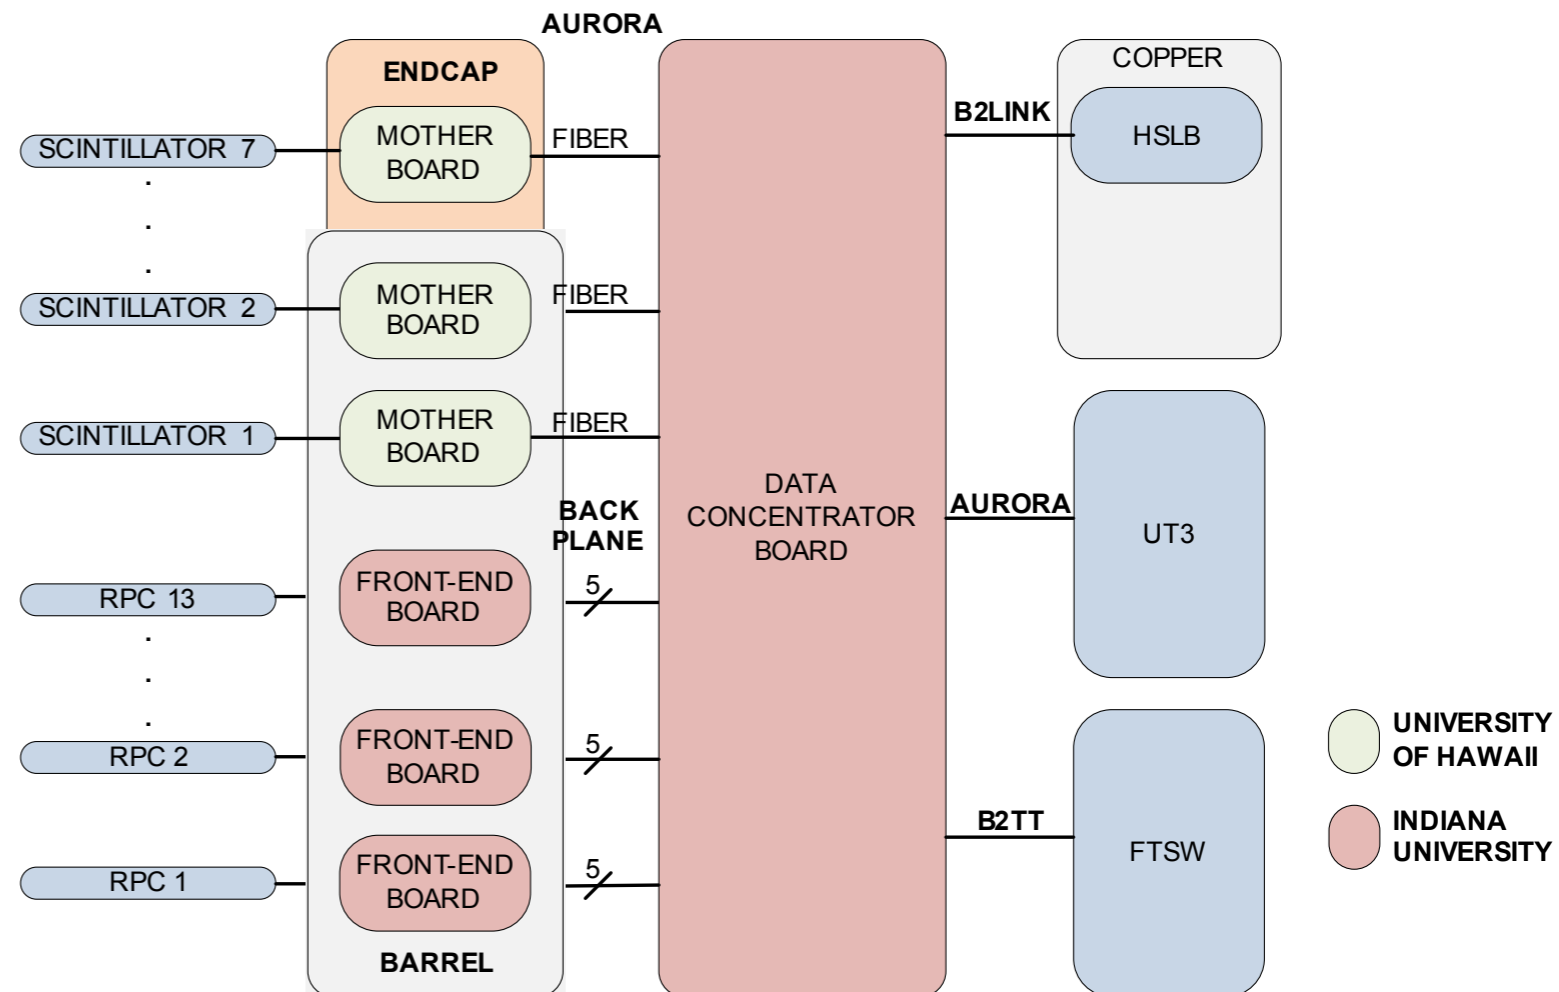 AURORA
ENDCAP
COPPER
SCINTILLATOR 7
MOTHER
BOARD
FIBER
B2LINK
HSLB
SCINTILLATOR 2
MOTHER
BOARD
FIBER
SCINTILLATOR 1
MOTHER
BOARD
FIBER
BACK
PLANE
DATA
CONCENTRATOR
BOARD
AURORA
UT3
RPC 13
FRONT-END
BOARD
5
RPC 2
FRONT-END
BOARD
5
RPC 1
FRONT-END
BOARD
5
BARREL
B2TT
FTSW
UNIVERSITY
OF HAWAII
INDIANA
UNIVERSITY